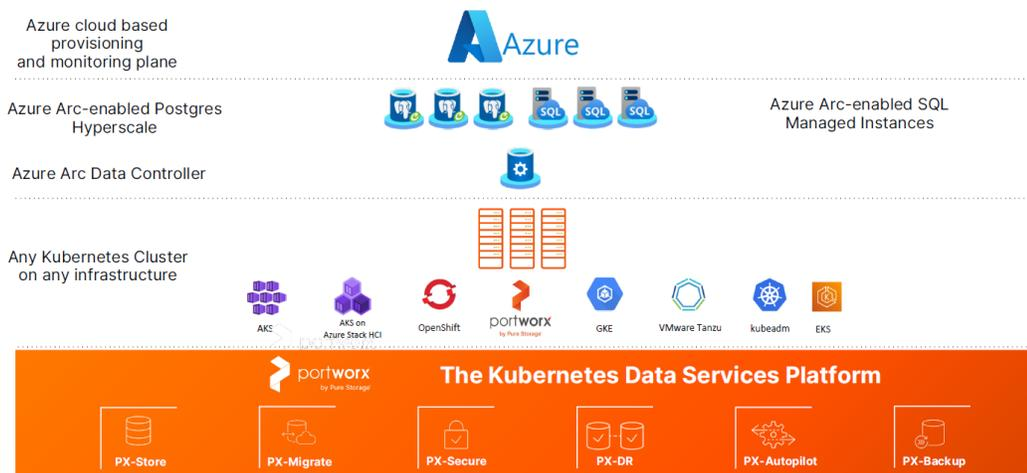 Azure cloud based
provisioning
and monitoring plane
Azure
Azure Arc-enabled Postgres
Hyperscale
SQL
SQL
SQL
Azure Arc-enabled SQL
Managed Instances
Azure Arc Data Controller
Any Kubernetes Cluster
on any infrastructure
AKS
AKS on
Azure Stack HCI
OpenShift
portworx
by Pure Storage
GKE
VMware Tanzu
kubeadm
K
EKS
portworx
by Pure Storage
The Kubernetes Data Services Platform
PX-Store
PX-Migrate
PX-Secure
PX-DR
PX-Autopilot
PX-Backup